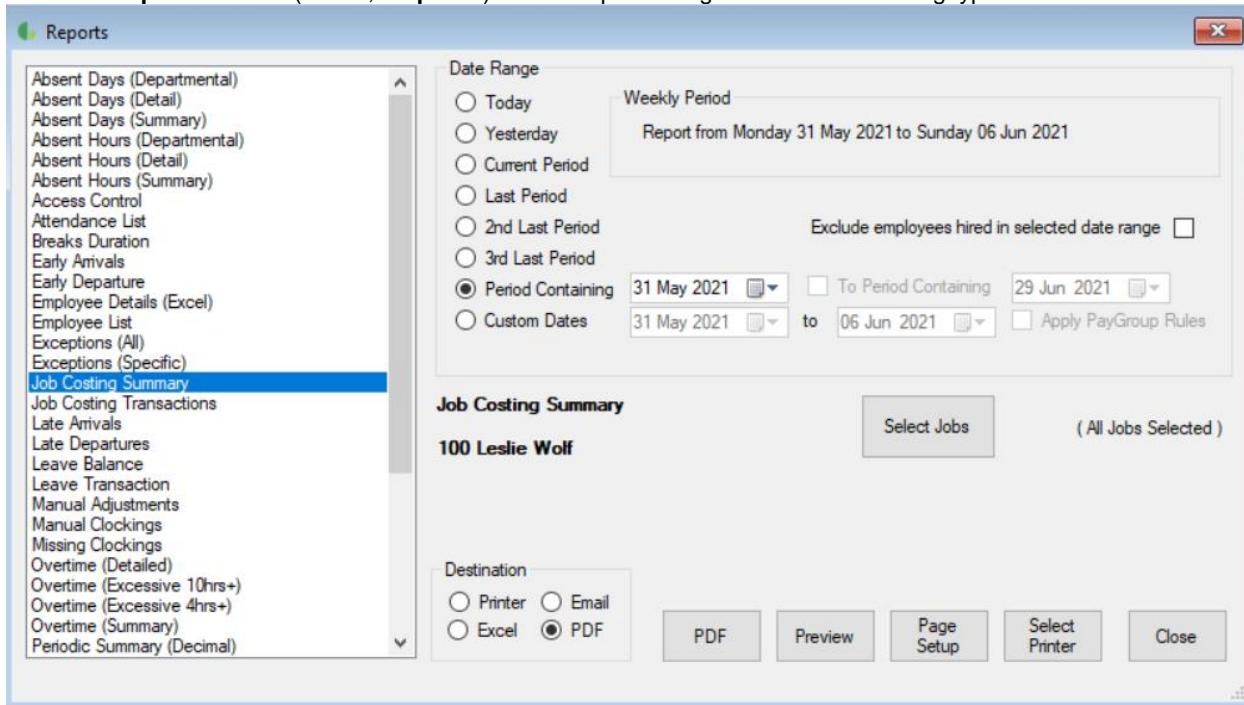 Reports
Absent Days (Departmental)
Absent Days (Detail)
Absent Days (Summary)
Absent Hours (Departmental)
Absent Hours (Detail)
Absent Hours (Summary)
Access Control
Attendance List
Breaks Duration
Early Arrivals
Early Departure
Employee Details (Excel)
Employee List
Exceptions (All)
Exceptions (Specific)
Job Costing Summary
Job Costing Transactions
Late Arrivals
Late Departures
Leave Balance
Leave Transaction
Manual Adjustments
Manual Clockings
Missing Clockings
Overtime (Detailed)
Overtime (Excessive 10hrs+)
Overtime (Excessive 4hrs+)
Overtime (Summary)
Periodic Summary (Decimal)
Date Range
Today
Yesterday
Current Period
Last Period
2nd Last Period
3rd Last Period
Weekly Period
Report from Monday 31 May 2021 to Sunday 06 Jun 2021
Exclude employees hired in selected date range
Period Containing 31 May 2021 To Period Containing 29 Jun 2021
Custom Dates 31 May 2021 to 06 Jun 2021 Apply PayGroup Rules
Job Costing Summary
100 Leslie Wolf
Select Jobs
( All Jobs Selected )
Destination
Printer Email
Excel PDF
PDF
Preview
Page
Setup
Select
Printer
Close